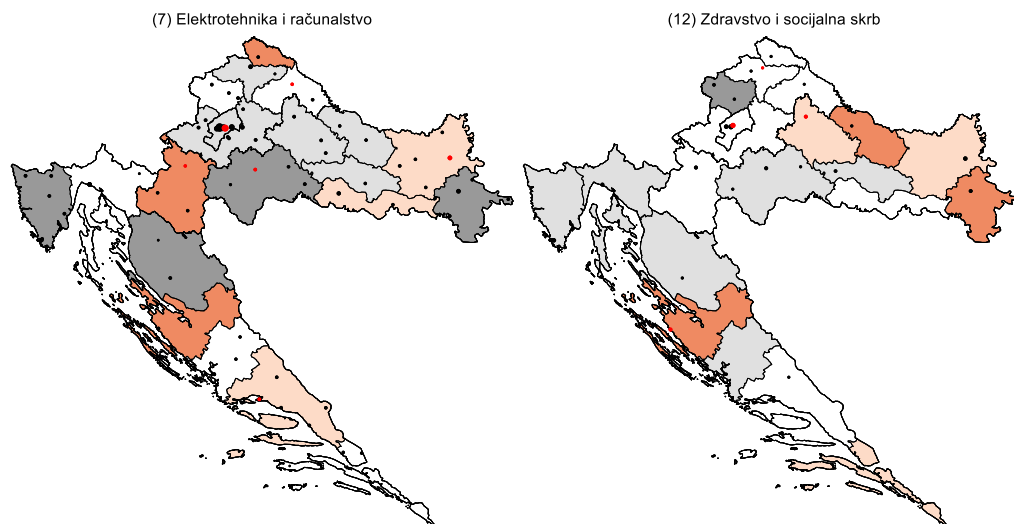 (7) Elektrotehnika i računalstvo
(12) Zdravstvo i socijalna skrb